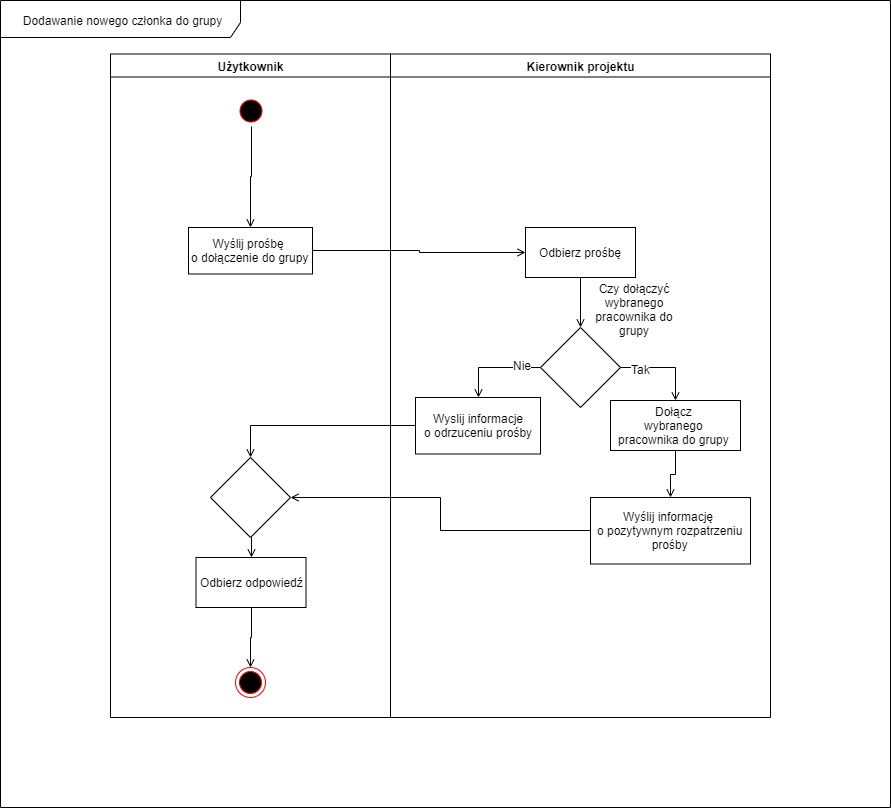 Dodawanie nowego członka do grupy
Użytkownik
Kierownik projektu
Wyślij prośbę
o dołączenie do grupy
Odbierz prośbę
Czy dołączyć
wybranego
pracownika do
grupy
Nie
Tak
Wyslij informacje
o odrzuceniu prośby
Dołącz
wybranego
pracownika do grupy
Wyślij informację
o pozytywnym rozpatrzeniu
prośby
Odbierz odpowiedź